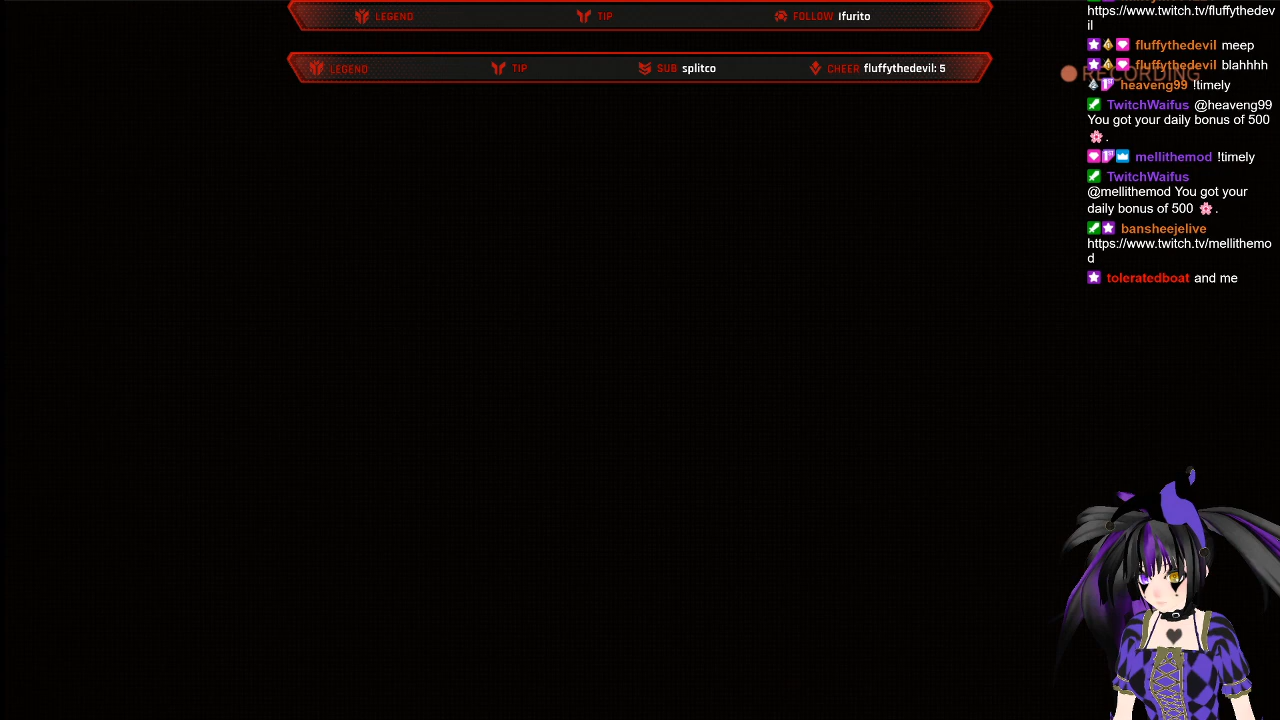 LEGEND TIP FOLLOW lfurito
LEGEND TIP SUB splitco CHEER fluffythedevil: 5
RECORDING
https://www.twitch.tv/fluffythedev
il
fluffythedevil meep
fluffythedevil blahhhh
heaveng99 !timely
TwitchWaifus @heaveng99
You got your daily bonus of 500
🌸 .
mellithemod !timely
TwitchWaifus
@mellithemod You got your
daily bonus of 500 🌸 .
bansheejelive
https://www.twitch.tv/mellithemo
d
toleratedboat and me